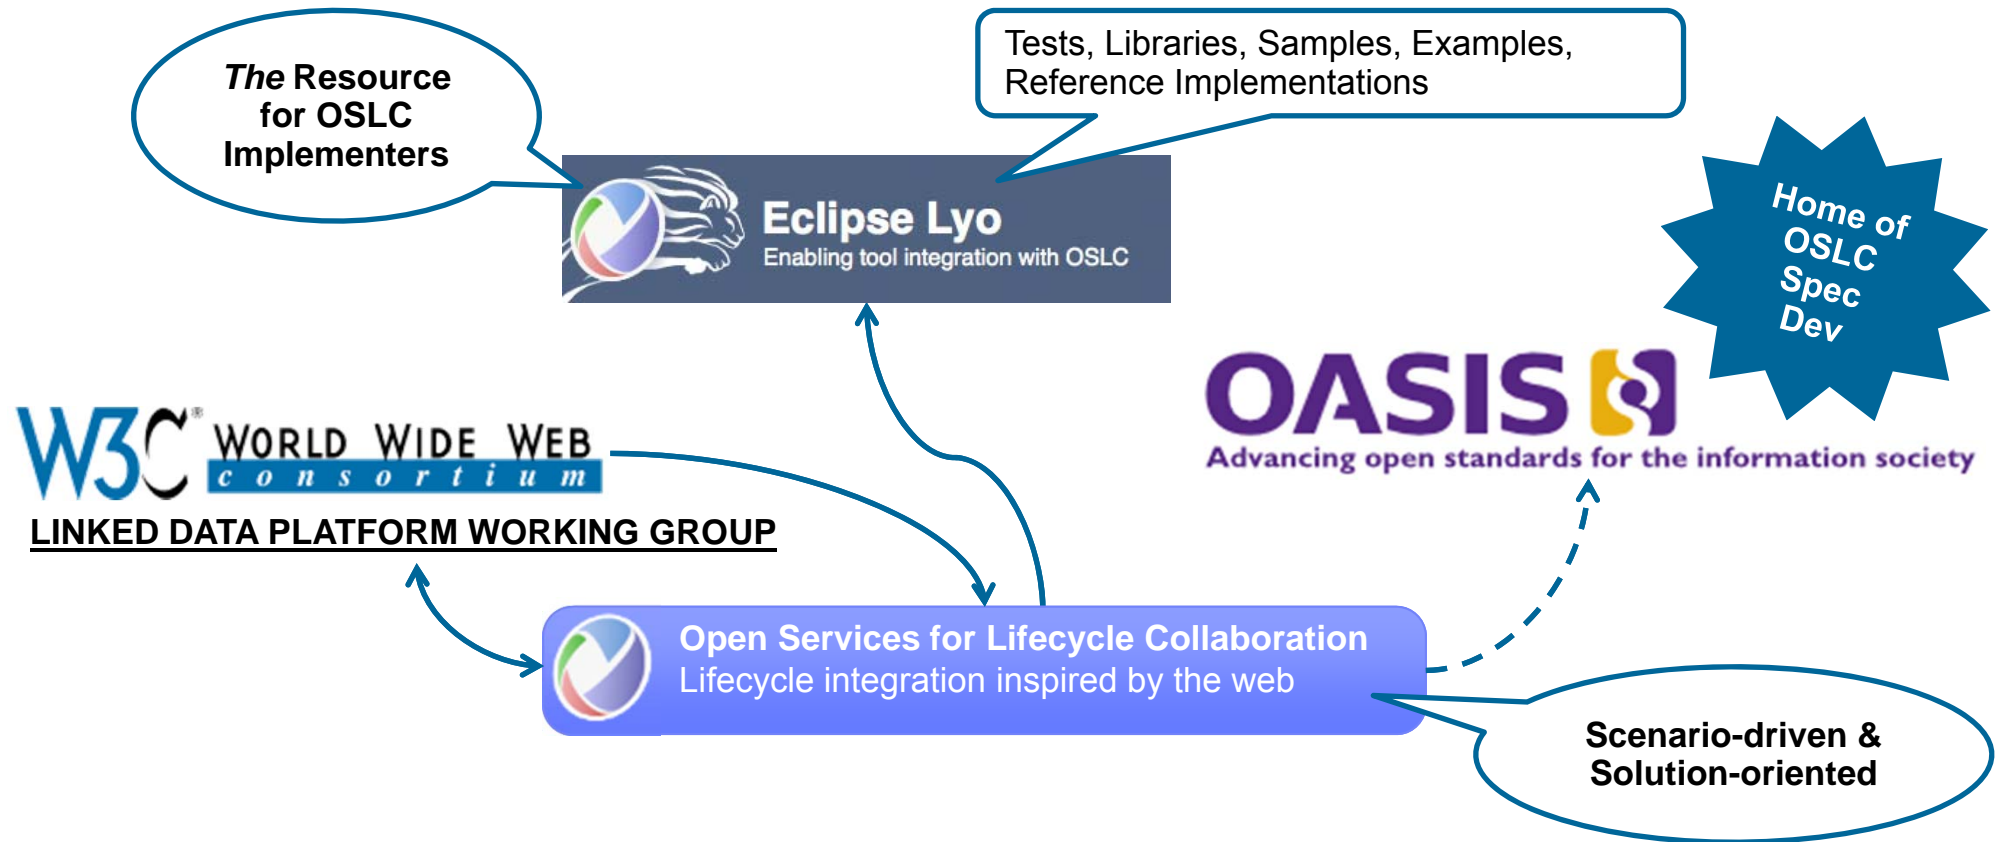 The Resource
for OSLC
Implementers
Tests, Libraries, Samples, Examples,
Reference Implementations
Eclipse Lyo
Enabling tool integration with OSLC
Home of
OSLC
Spec
Dev
OASIS
Advancing open standards for the information society
W3C® WORLD WIDE WEB
consortium
LINKED DATA PLATFORM WORKING GROUP
Open Services for Lifecycle Collaboration
Lifecycle integration inspired by the web
Scenario-driven &
Solution-oriented